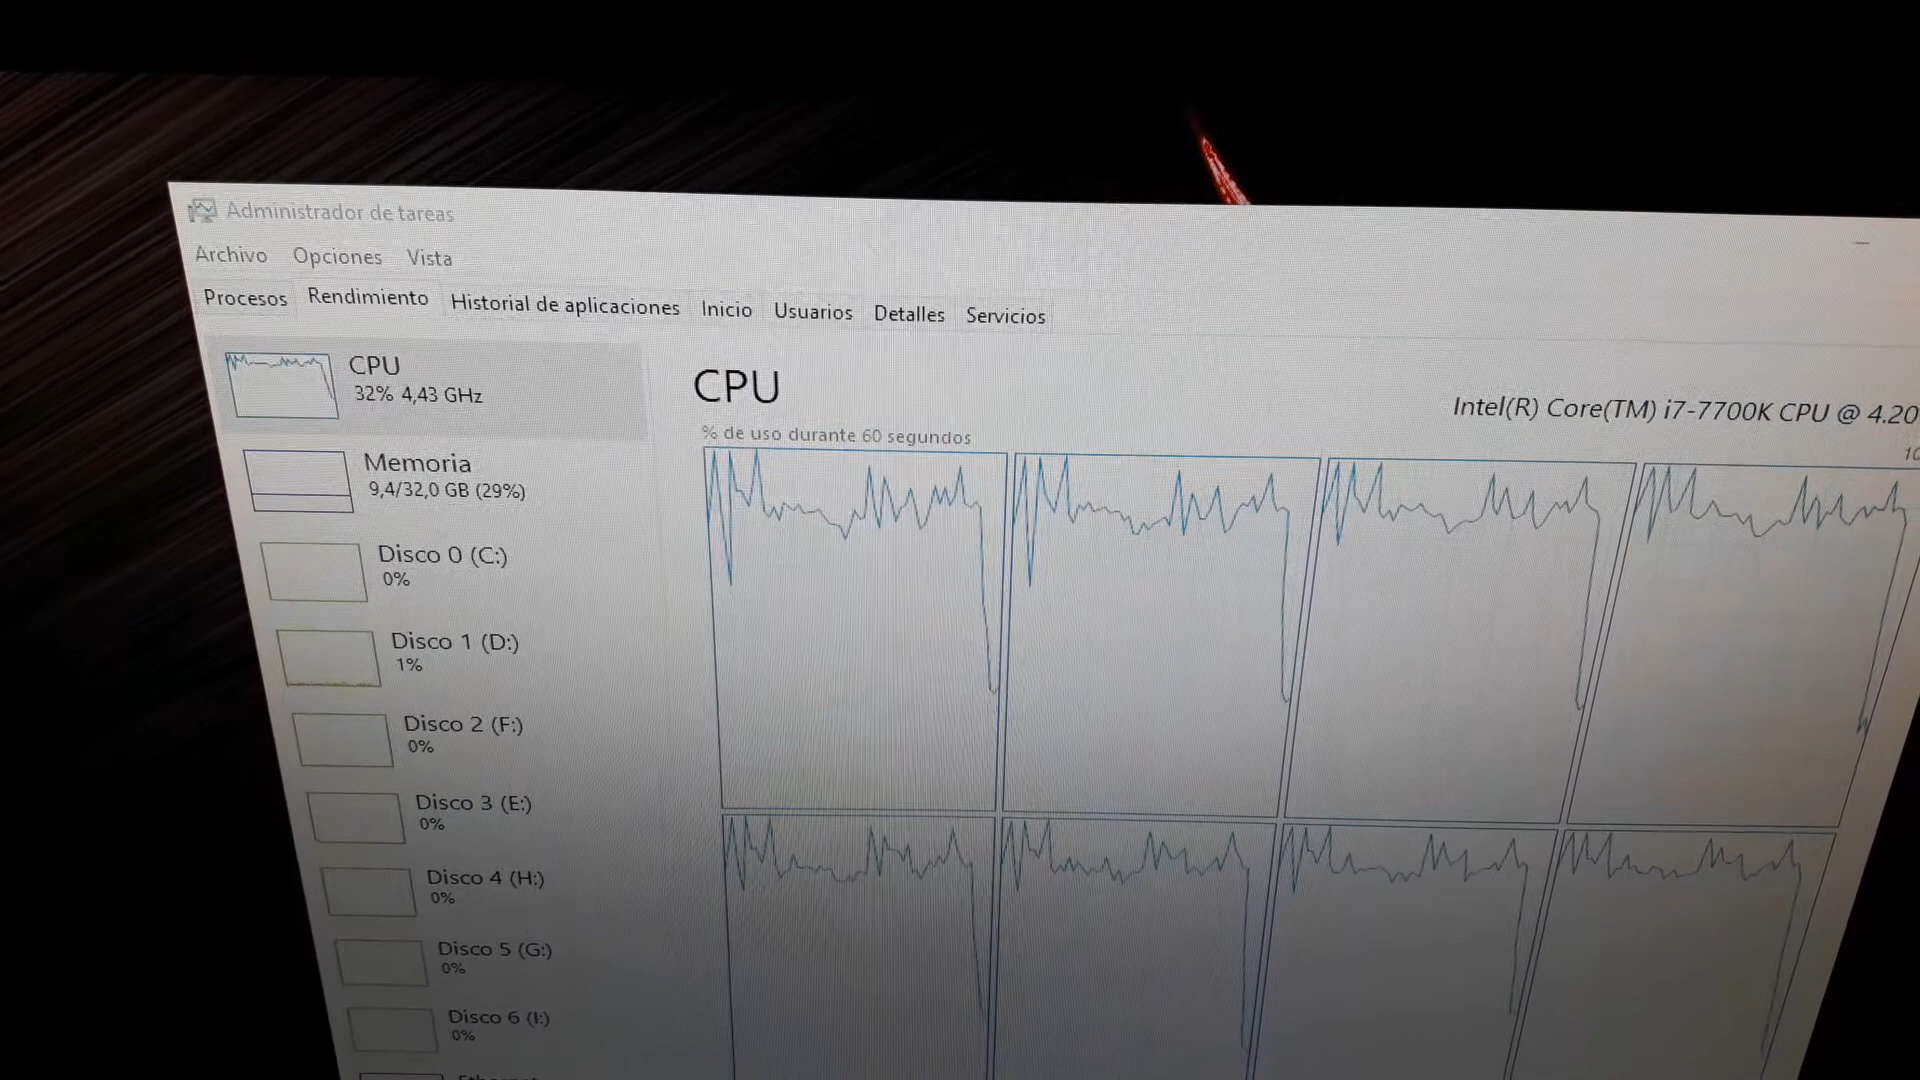 Administrador de tareas
Archivo Opciones Vista
Procesos Rendimiento Historial de aplicaciones Inicio Usuarios Detalles Servicios
CPU
32% 4,43 GHz
Memoria
9,4/32,0 GB (29%)
Disco 0 (C:)
0%
Disco 1 (D:)
1%
Disco 2 (F:)
0%
Disco 3 (E:)
0%
Disco 4 (H:)
0%
Disco 5 (G:)
0%
Disco 6 (I:)
0%
CPU
Intel(R) Core(TM) i7-7700K CPU @ 4.20
% de uso durante 60 segundos